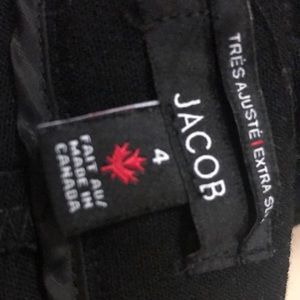 TRÈS AJUSTÉ | EXTRA
JACOB
4
FAIT AU/
MADE IN
CANADA